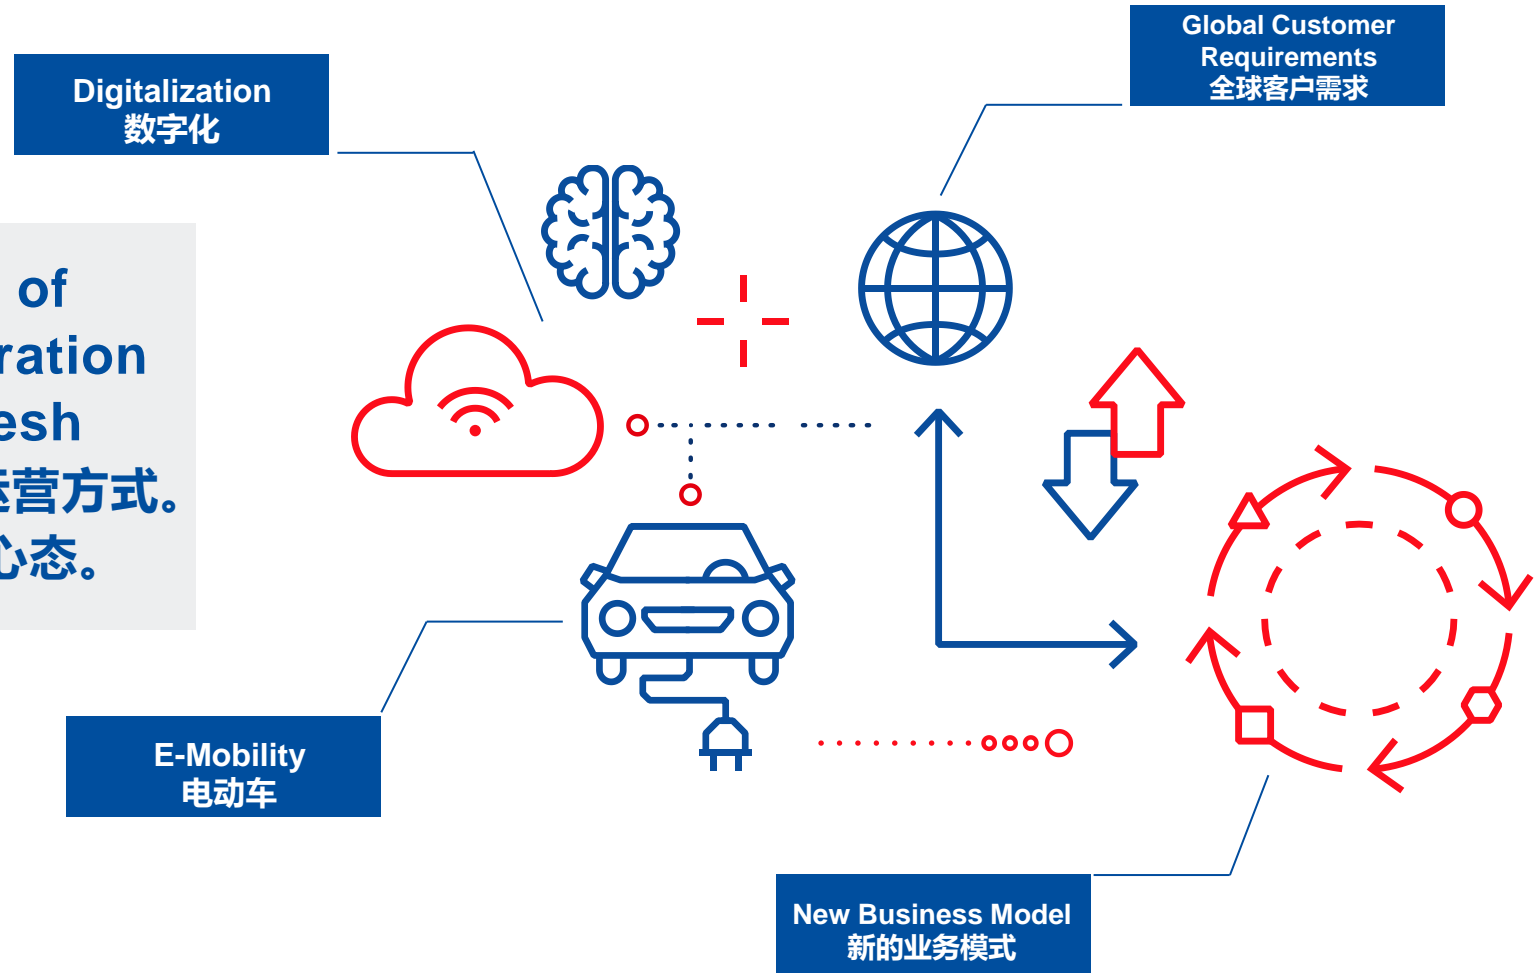 Global Customer
Requirements
全球客户需求
Digitalization
数字化
of
ration
esh
运营方式。
心态。
E-Mobility
电动车
New Business Model
新的业务模式